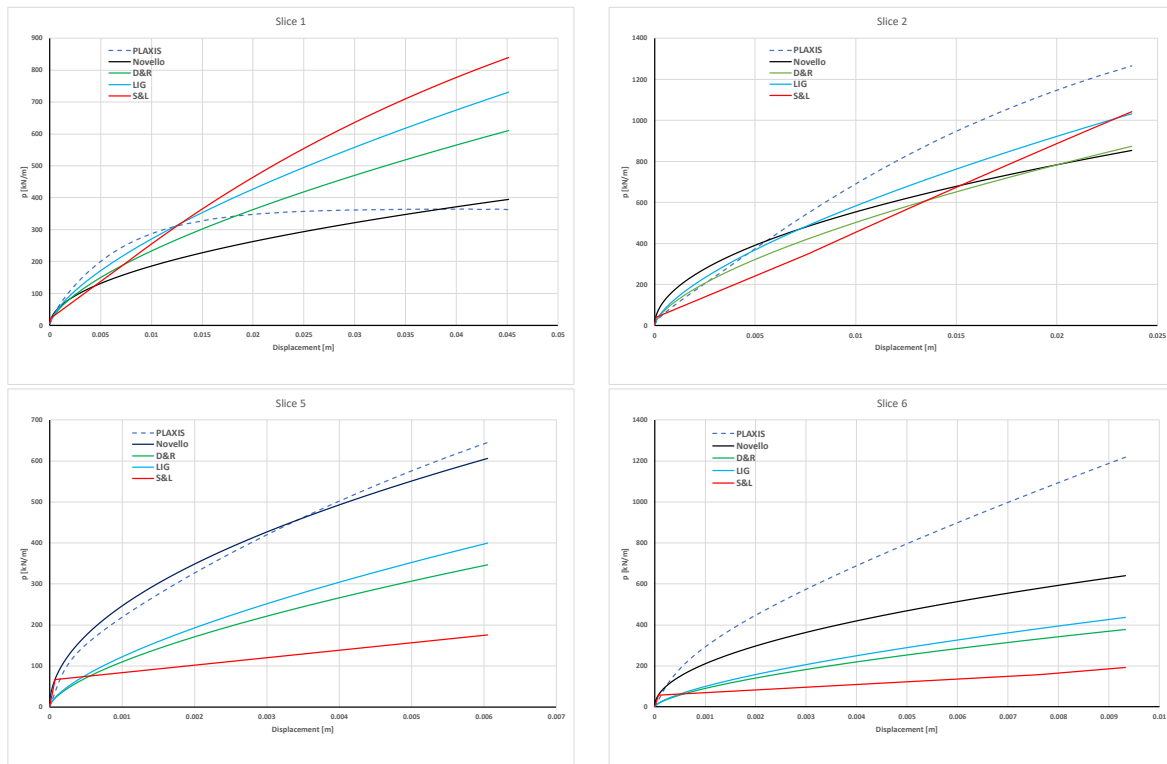 Slice 1
900
800
700
600
500
400
300
200
100
0
p [kN/m]
PLAXIS
Novello
D&R
LIG
S&L
0 0.005 0.01 0.015 0.02 0.025 0.03 0.035 0.04 0.045 0.05
Displacement [m]
Slice 2
1400
1200
1000
800
600
400
200
0
p [kN/m]
PLAXIS
Novello
D&R
LIG
S&L
0 0.005 0.01 0.015 0.02 0.025
Displacement [m]
Slice 5
700
600
500
400
300
200
100
0
p [k N/m]
PLAXIS
Novello
D&R
LIG
S&L
0 0.001 0.002 0.003 0.004 0.005 0.006 0.007
Displacement [m]
Slice 6
1400
1200
1000
800
600
400
200
0
p [kN/m]
PLAXIS
Novello
D&R
LIG
S&L
0 0.001 0.002 0.003 0.004 0.005 0.006 0.007 0.008 0.009 0.01
Displacement [m]